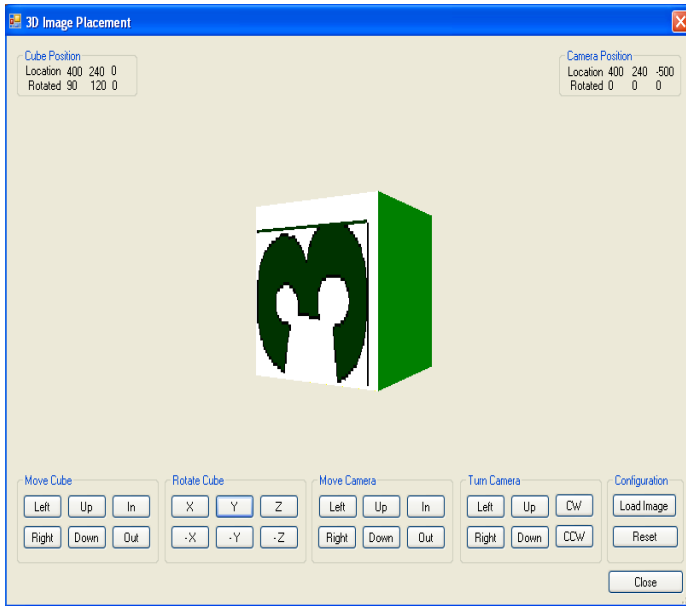 3D Image Placement
Cube Position
Location 400 240 0
Rotated 90 120 0
Camera Position
Location 400 240 -500
Rotated 0 0 0
Move Cube
Left Up In
Right Down Out
Rotate Cube
X Y Z
-X -Y -Z
Move Camera
Left Up In
Right Down Out
Turn Camera
Left Up CW
Right Down CCW
Configuration
Load Image
Reset
Close